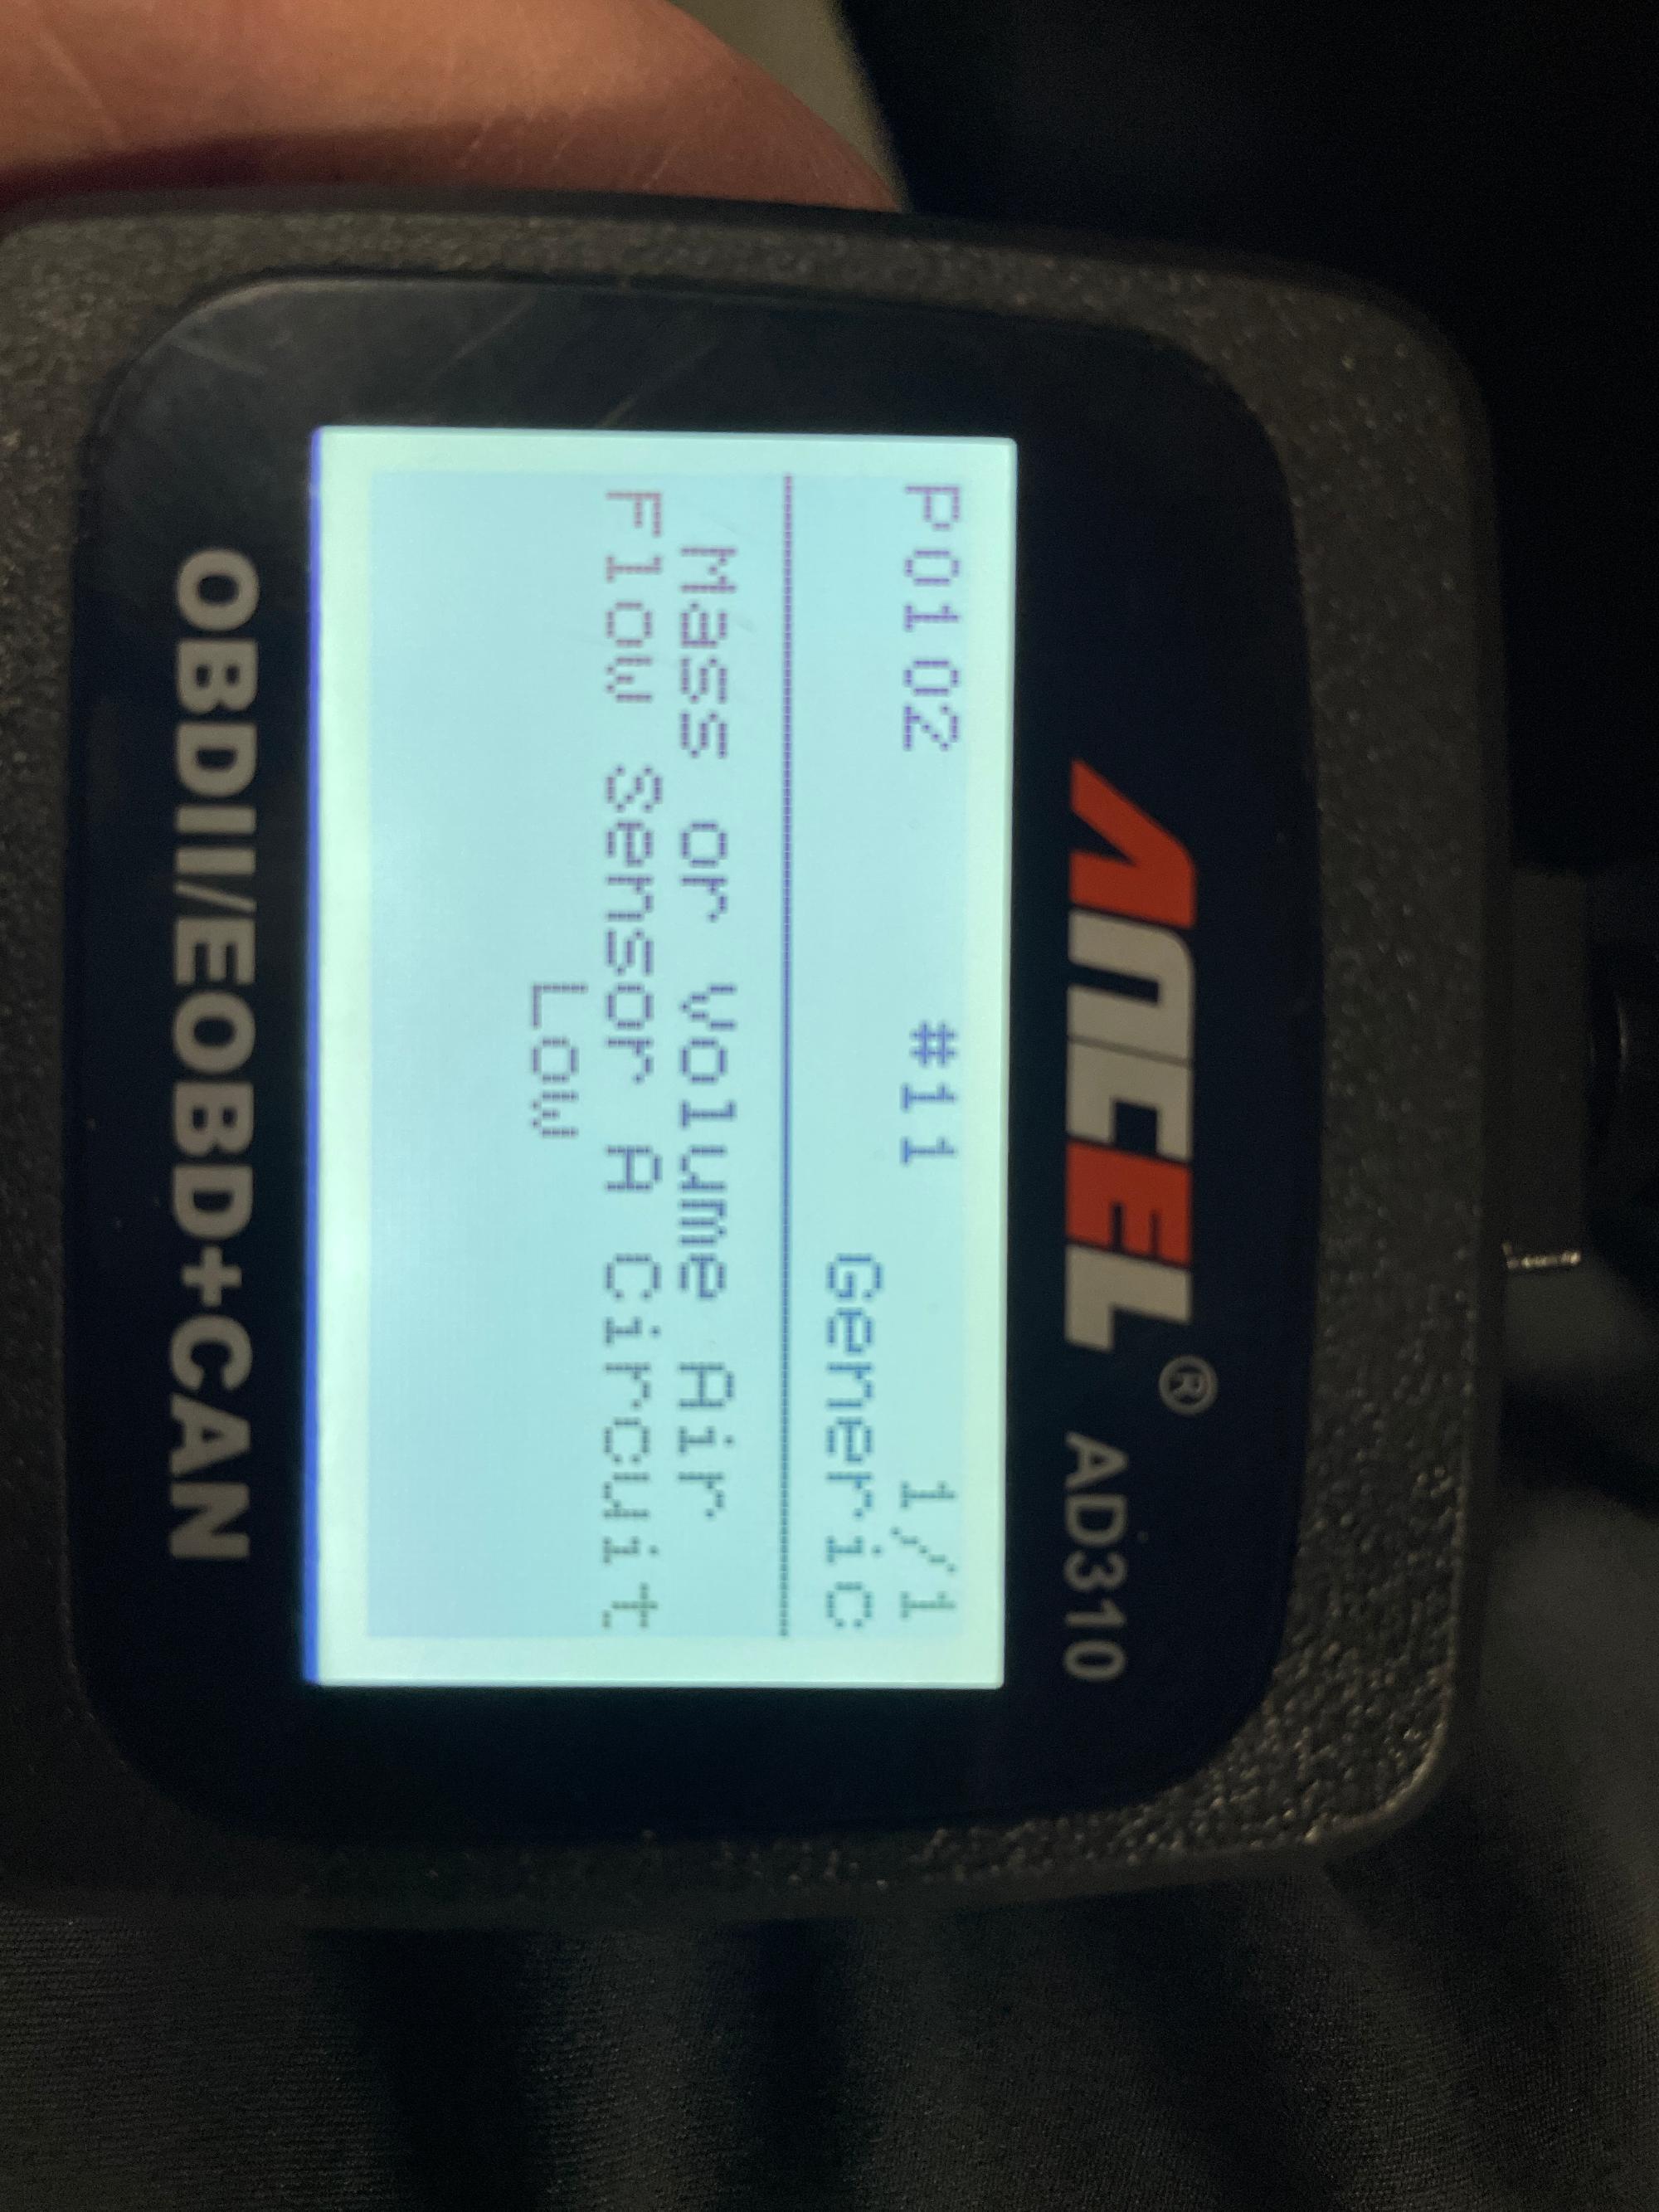 ANCEL® AD310
P0102 #11 1/1
Generic
Mass or Volume Air
Flow Sensor A Circuit
Low
OBDII/EOBD+CAN